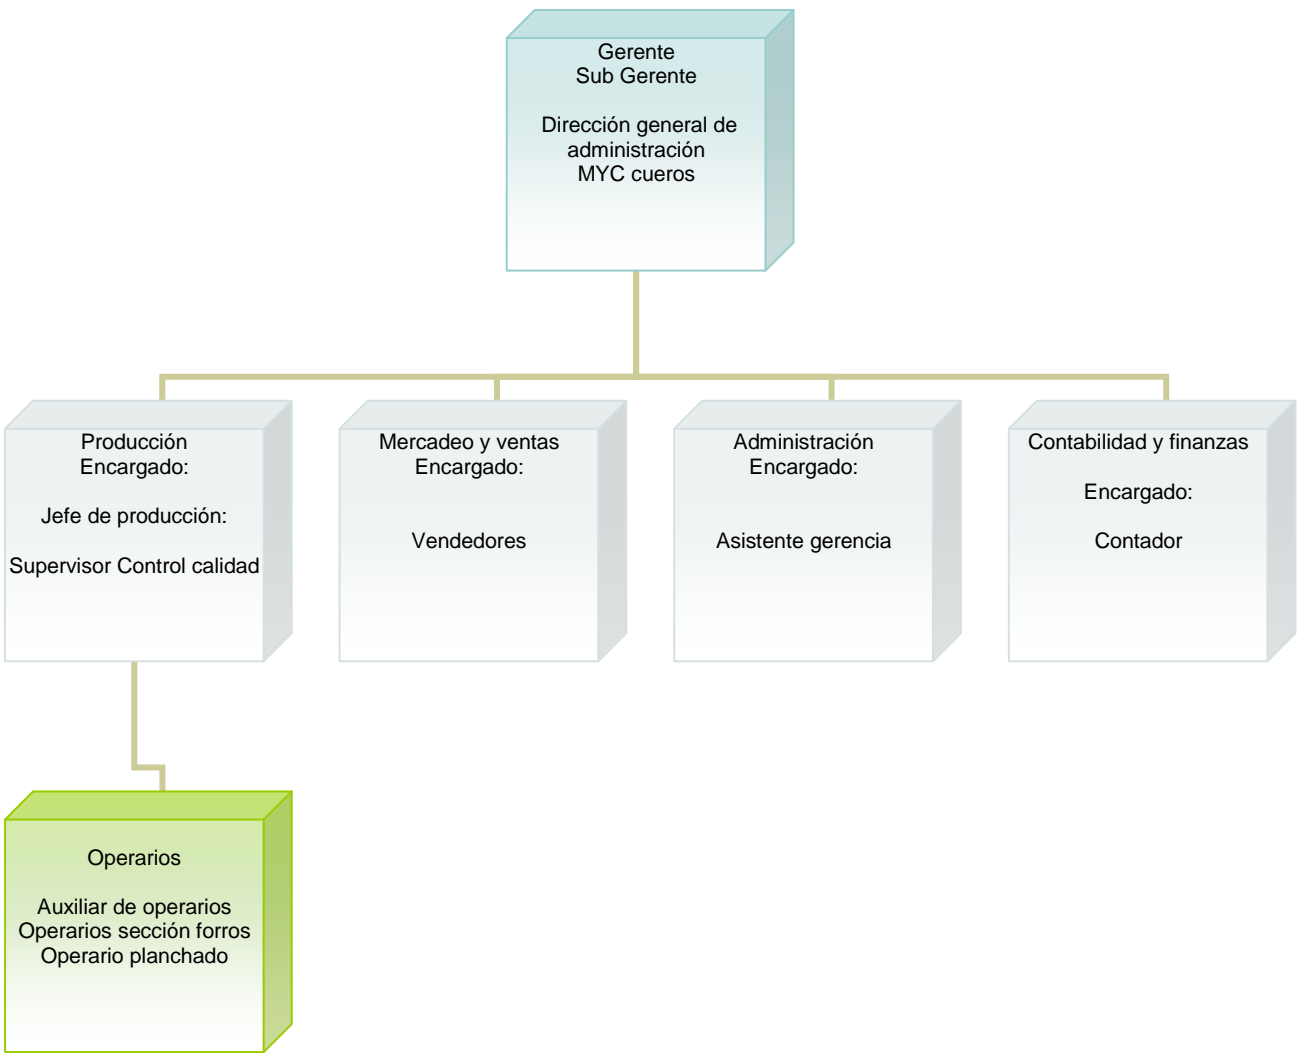 Gerente
Sub Gerente
Dirección general de
administración
MYC cueros
Producción
Encargado:
Jefe de producción:
Supervisor Control calidad
Mercadeo y ventas
Encargado:
Vendedores
Administración
Encargado:
Asistente gerencia
Contabilidad y finanzas
Encargado:
Contador
Operarios
Auxiliar de operarios
Operarios sección forros
Operario planchado